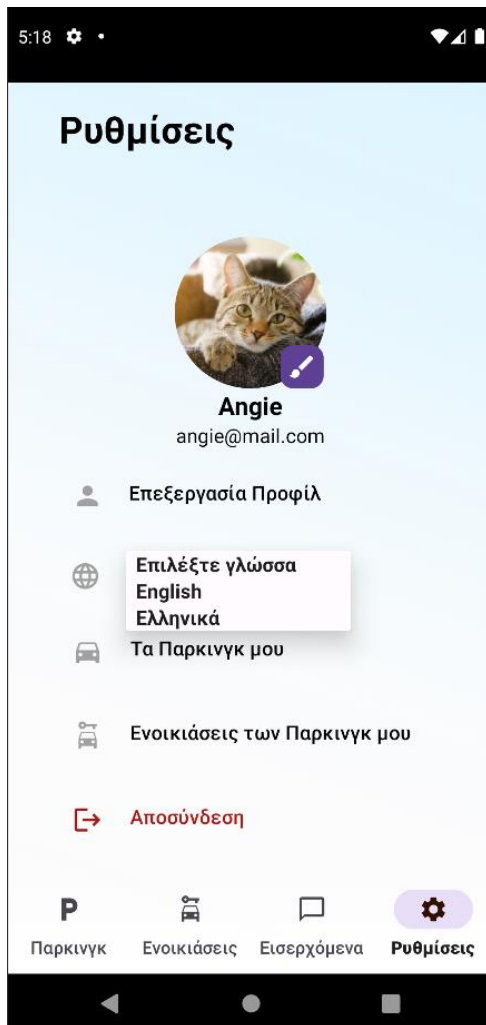 5:18
Ρυθμίσεις
Angie
angie@mail.com
Επεξεργασία Προφίλ
Επιλέξτε γλώσσα
English
Ελληνικά
Τα Παρκινγκ μου
Ενοικιάσεις των Παρκινγκ μου
Αποσύνδεση
P
Παρκινγκ Ενοικιάσεις Εισερχόμενα Ρυθμίσεις